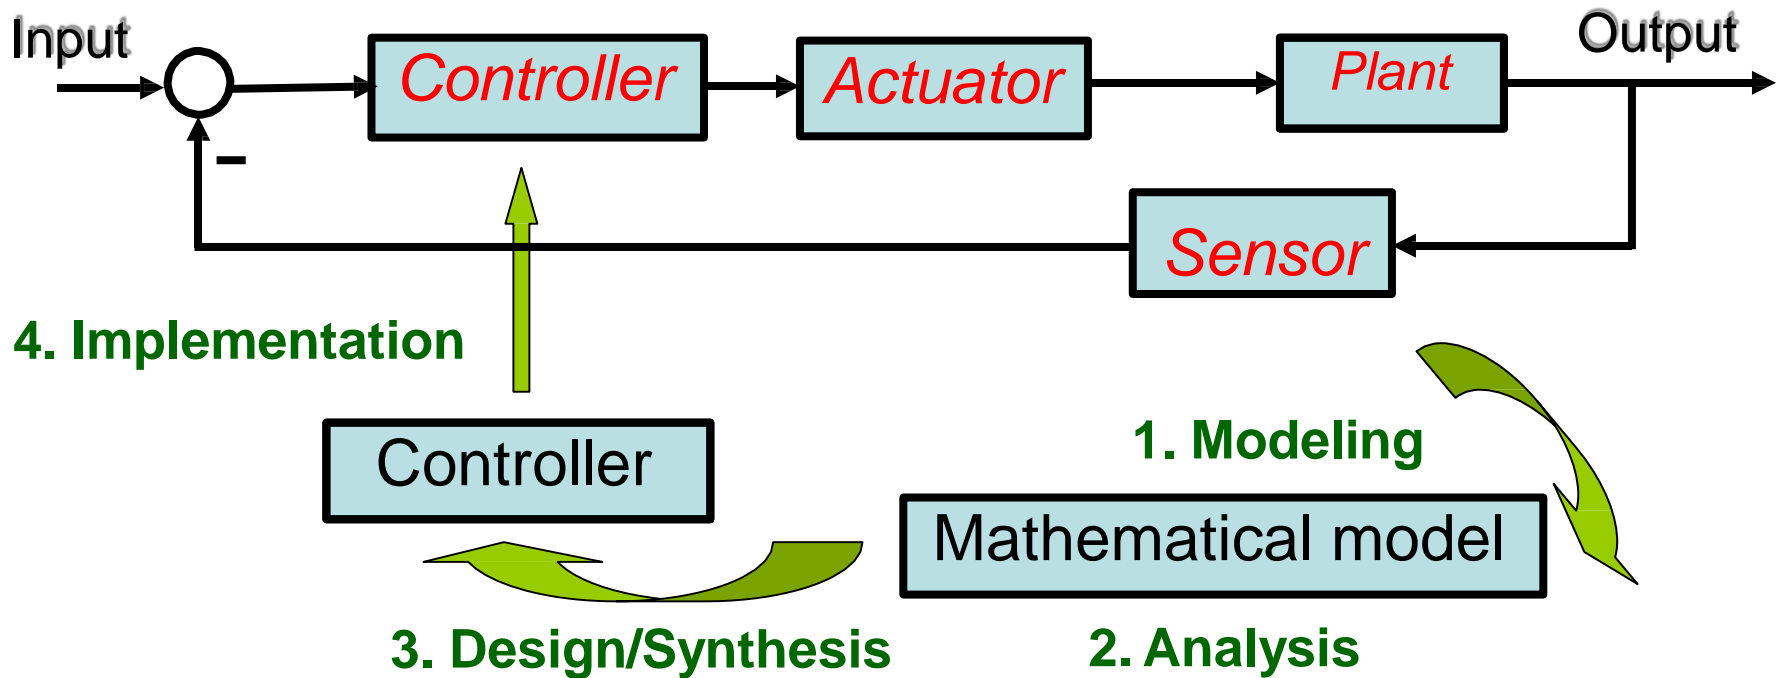 Input
Controller
Actuator
Plant
Output
–
Sensor
4. Implementation
1. Modeling
Controller
Mathematical model
3. Design/Synthesis
2. Analysis